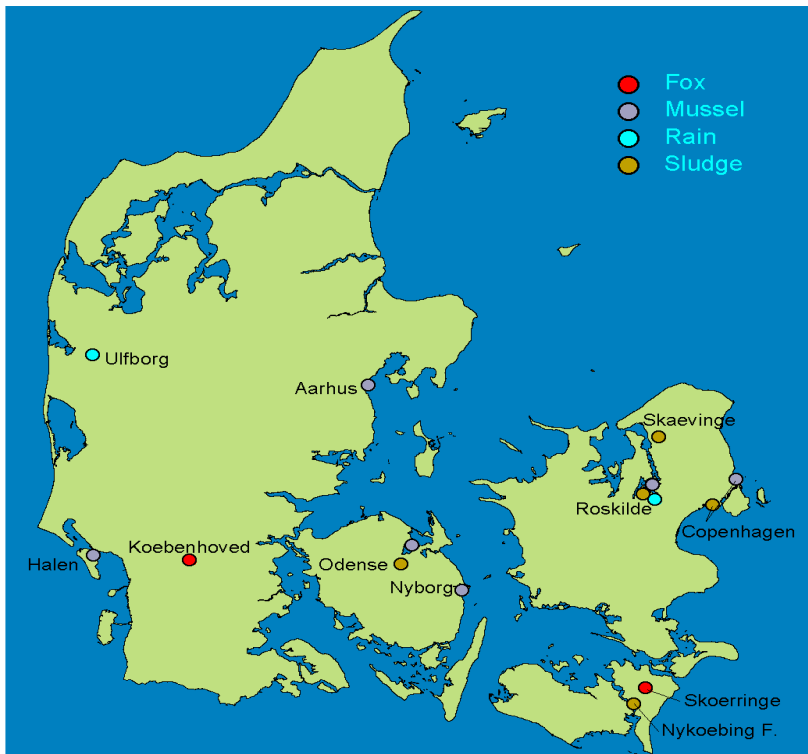 Fox
Mussel
Rain
Sludge
Ulfborg
Aarhus
Skaevinge
Roskilde
Copenhagen
Koebenhoved
Halen
Odense
Nyborg
Skoerringe
Nykoebing F.